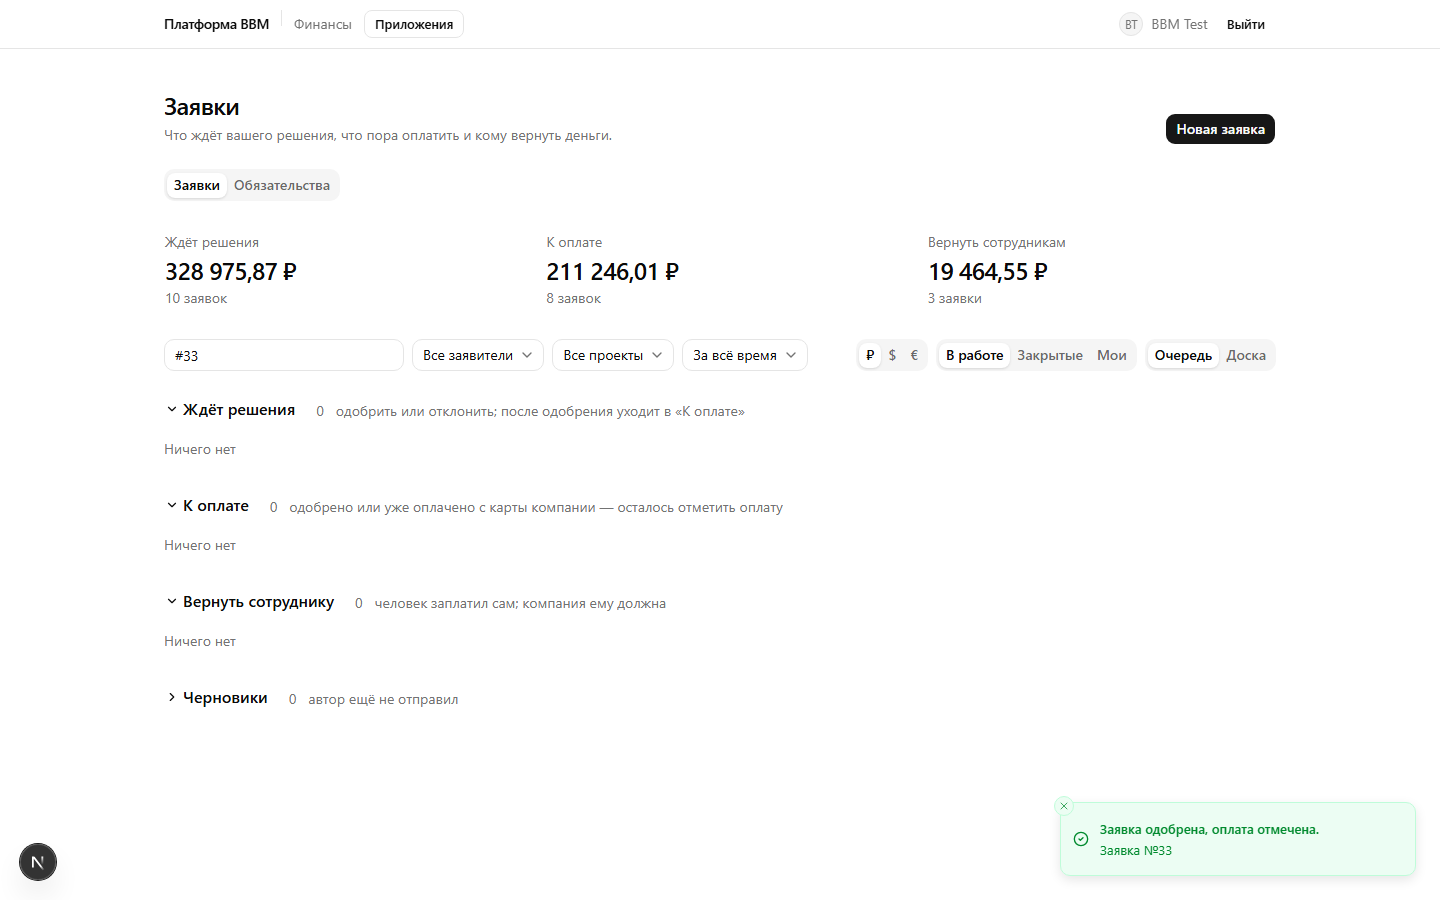 Платформа BBM
Финансы
Приложения
BT
BBM Test
Выйти
Заявки
Что ждёт вашего решения, что пора оплатить и кому вернуть деньги.
Новая заявка
Заявки
Обязательства
Ждёт решения
328 975,87 ₽
10 заявок
К оплате
211 246,01 ₽
8 заявок
Вернуть сотрудникам
19 464,55 ₽
3 заявки
#33
Все заявители
Все проекты
За всё время
₽ $ €
В работе
Закрытые
Мои
Очередь
Доска
Ждёт решения 0 одобрить или отклонить; после одобрения уходит в «К оплате»
Ничего нет
К оплате 0 одобрено или уже оплачено с карты компании — осталось отметить оплату
Ничего нет
Вернуть сотруднику 0 человек заплатил сам; компания ему должна
Ничего нет
Черновики 0 автор ещё не отправил
Заявка одобрена, оплата отмечена.
Заявка №33
N